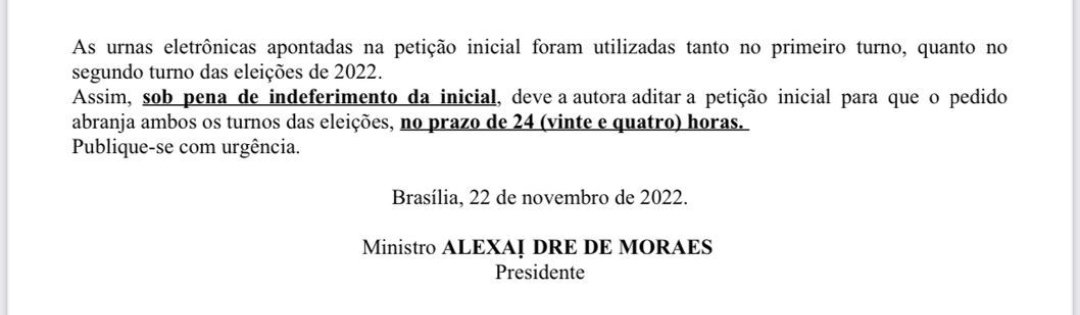 As urnas eletrônicas apontadas na petição inicial foram utilizadas tanto no primeiro turno, quanto no
segundo turno das eleições de 2022.
Assim, sob pena de indeferimento da inicial, deve a autora aditar a petição inicial para que o pedido
abranja ambos os turnos das eleições, no prazo de 24 (vinte e quatro) horas.
Publique-se com urgência.
Brasília, 22 de novembro de 2022.
Ministro ALEXAỊ DRE DE MORAES
Presidente